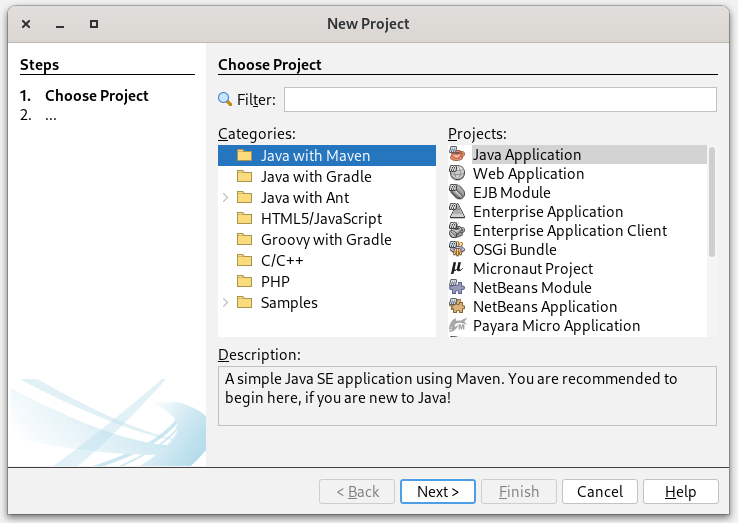 New Project
Steps
1. Choose Project
2. ...
Choose Project
Filter:
Categories:
Java with Maven
Java with Gradle
Java with Ant
HTML5/JavaScript
Groovy with Gradle
C/C++
PHP
Samples
Projects:
Java Application
Web Application
EJB Module
Enterprise Application
Enterprise Application Client
OSGi Bundle
Micronaut Project
NetBeans Module
NetBeans Application
Payara Micro Application
Description:
A simple Java SE application using Maven. You are recommended to
begin here, if you are new to Java!
< Back
Next >
Finish
Cancel
Help